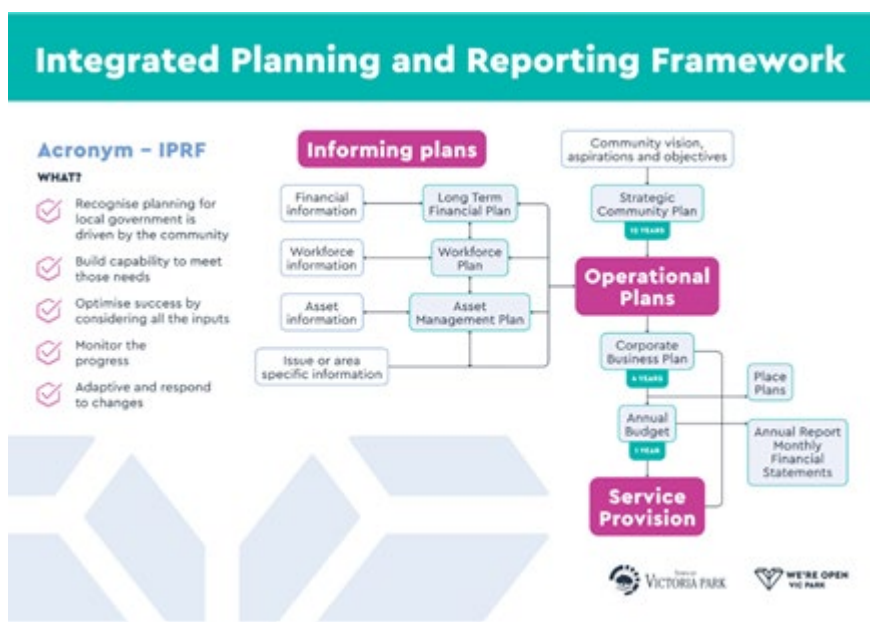 Integrated Planning and Reporting Framework
Acronym – IPRF
WHAT?
Recognise planning for
local government is
driven by the community
Build capability to meet
those needs
Optimise success by
considering all the inputs
Monitor the
progress
Adaptive and respond
to changes
Informing plans
Financial
information
Long Term
Financial Plan
Workforce
information
Workforce
Plan
Asset
information
Asset
Management Plan
Issue or area
specific information
Community vision,
aspirations and objectives
Strategic
Community Plan
Operational
Plans
Corporate
Business Plan
4 YEARS
Place
Plans
Annual
Budget
1 YEAR
Annual Report
Monthly
Financial
Statements
Service
Provision
VICTORIA PARK
WE'RE OPEN
VIC PARK